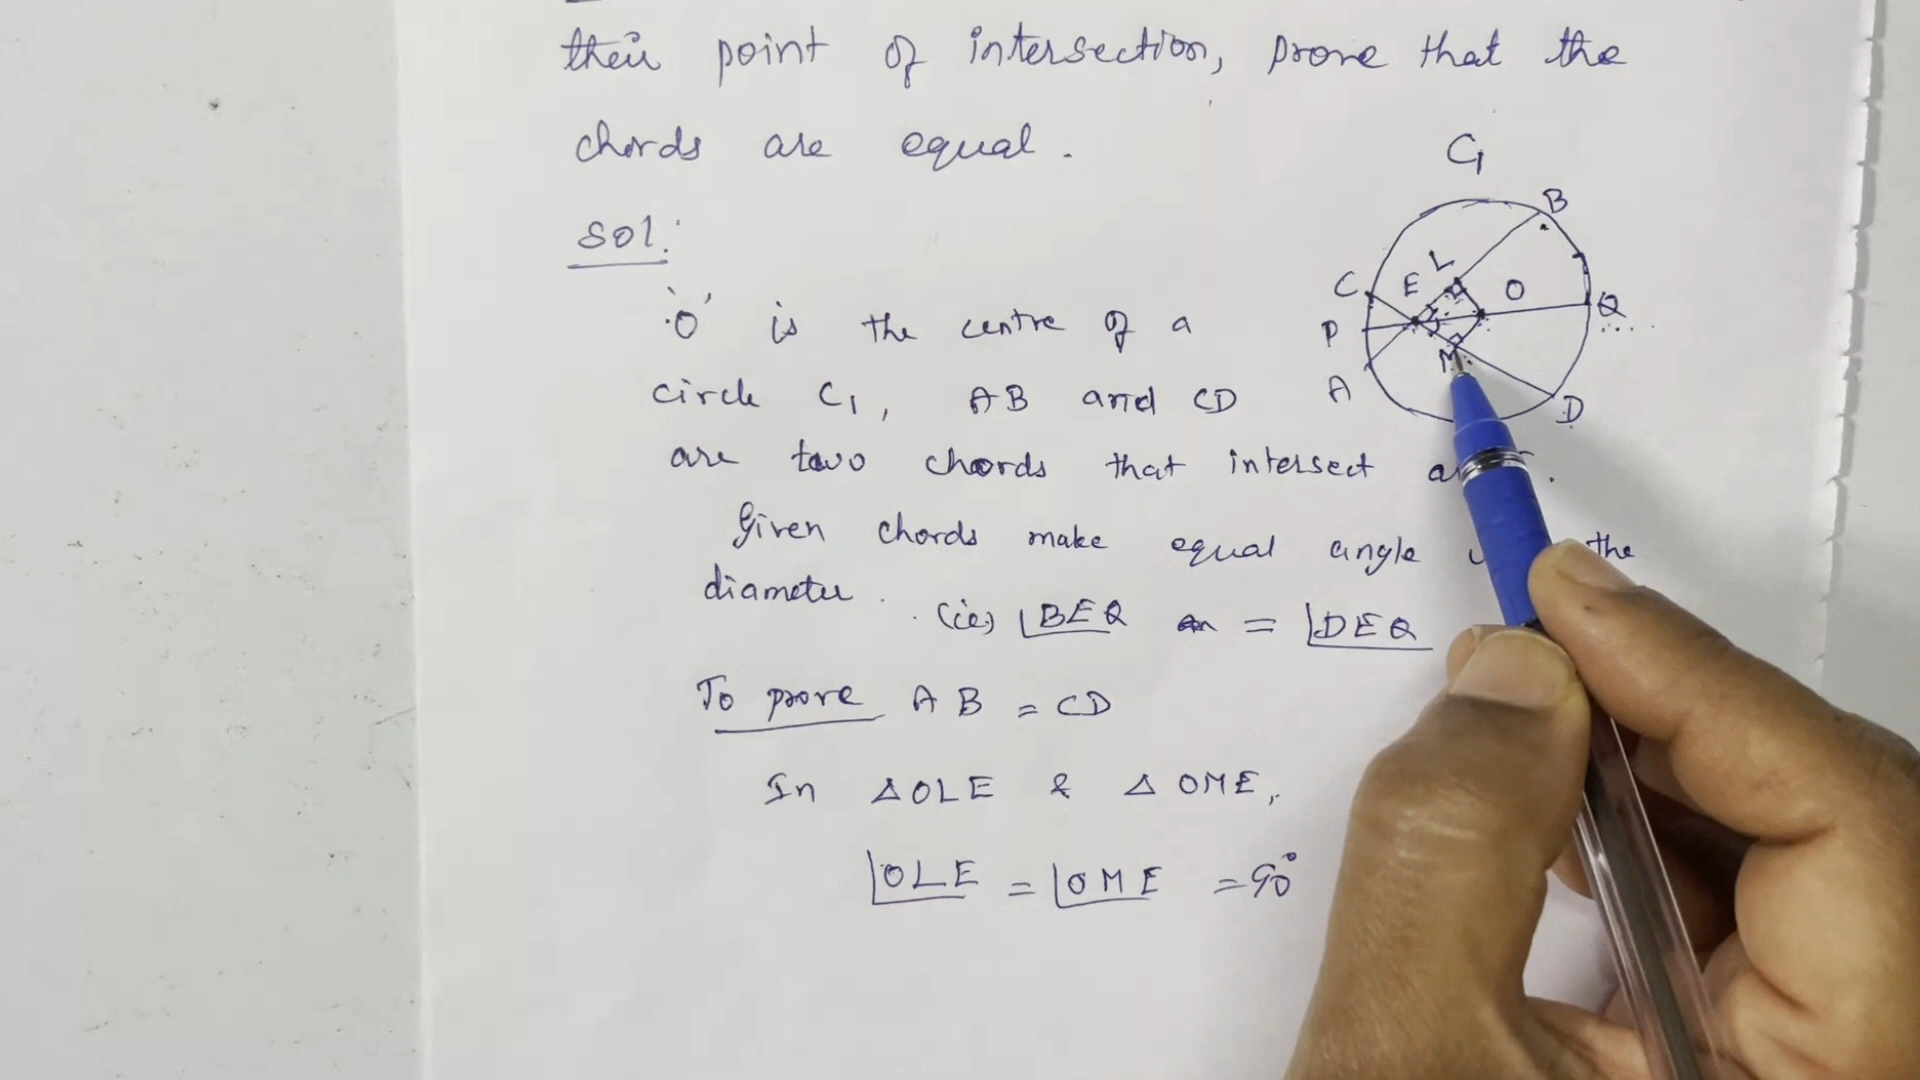 their point of intersection, prove that the
chords are equal.
C1
Sol:
B
L
C E O Q
P
M
A
D
'O' is the centre of a
circle C1, AB and CD
are two chords that intersect
Given chords make equal angle the
diameter. (ie) ∠BEQ = ∠DEQ
To prove AB = CD
In △OLE & △OME,
∠OLE = ∠OME = 90°